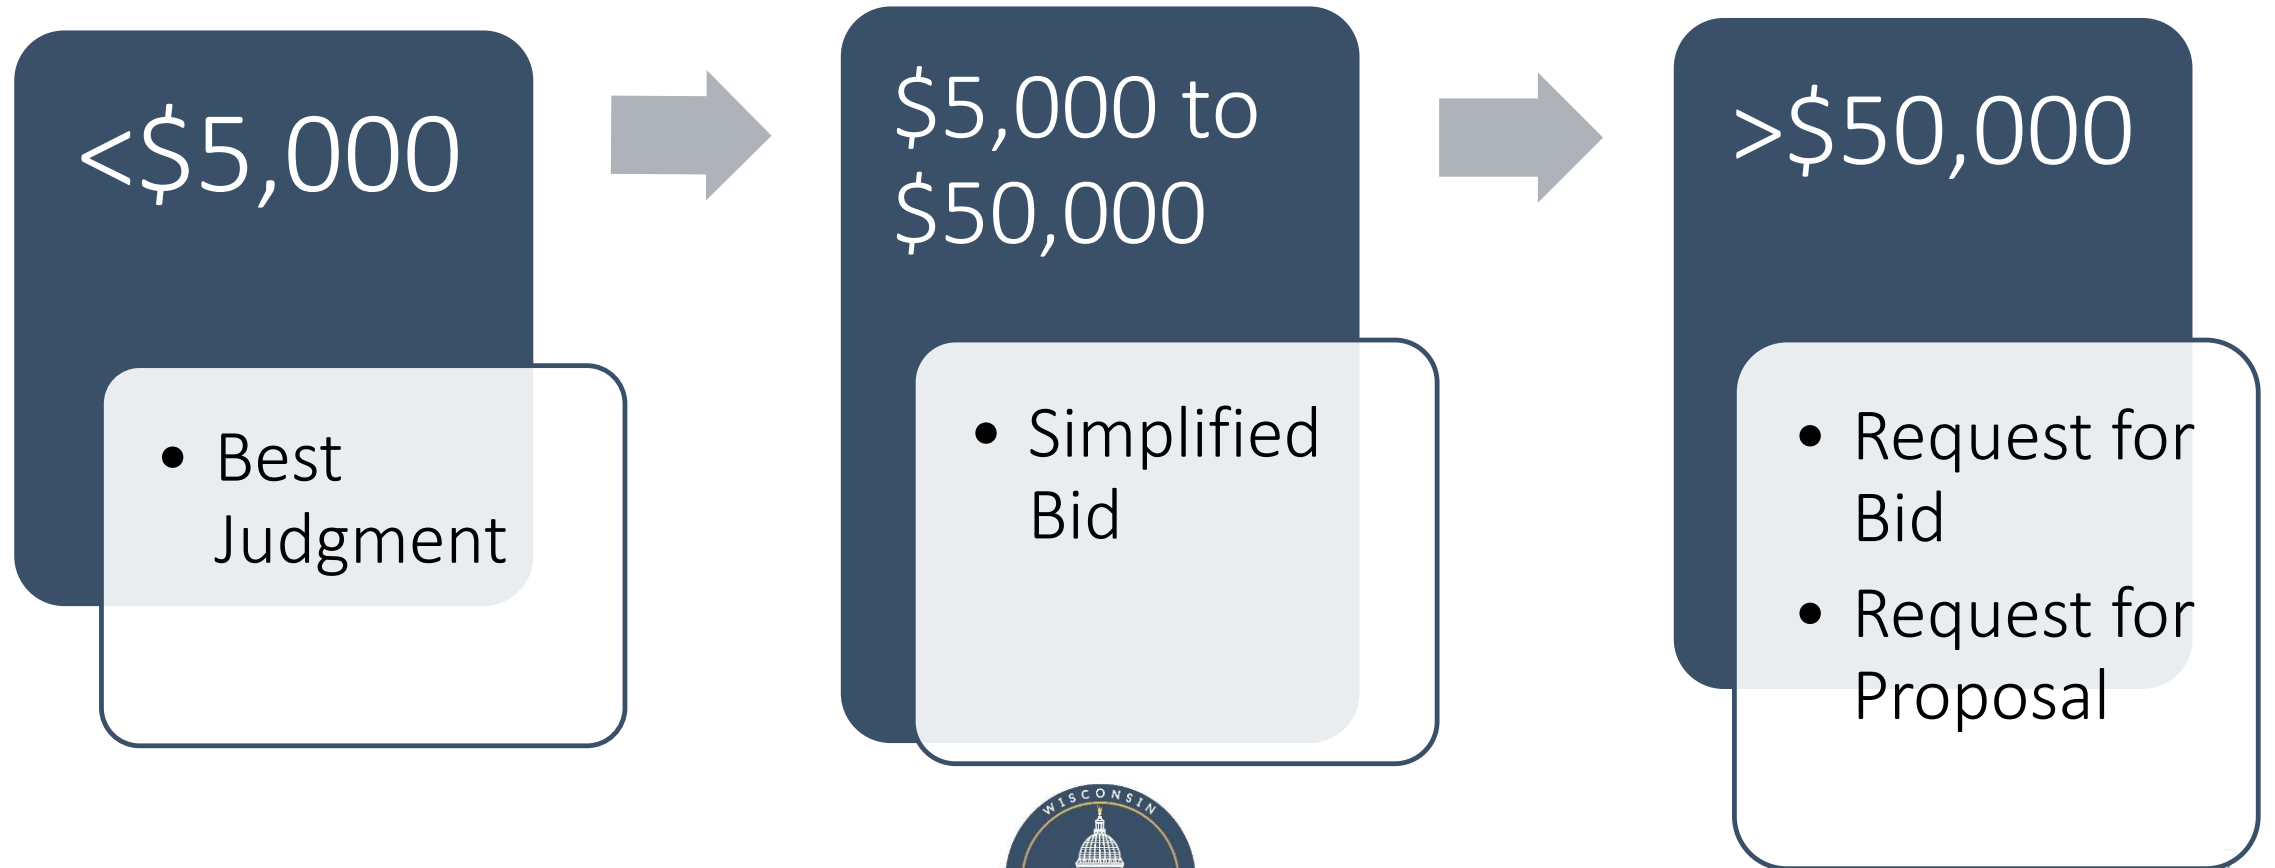 <$5,000
• Best
Judgment
$5,000 to
$50,000
• Simplified
Bid
>$50,000
• Request for
Bid
• Request for
Proposal
WISCONSIN